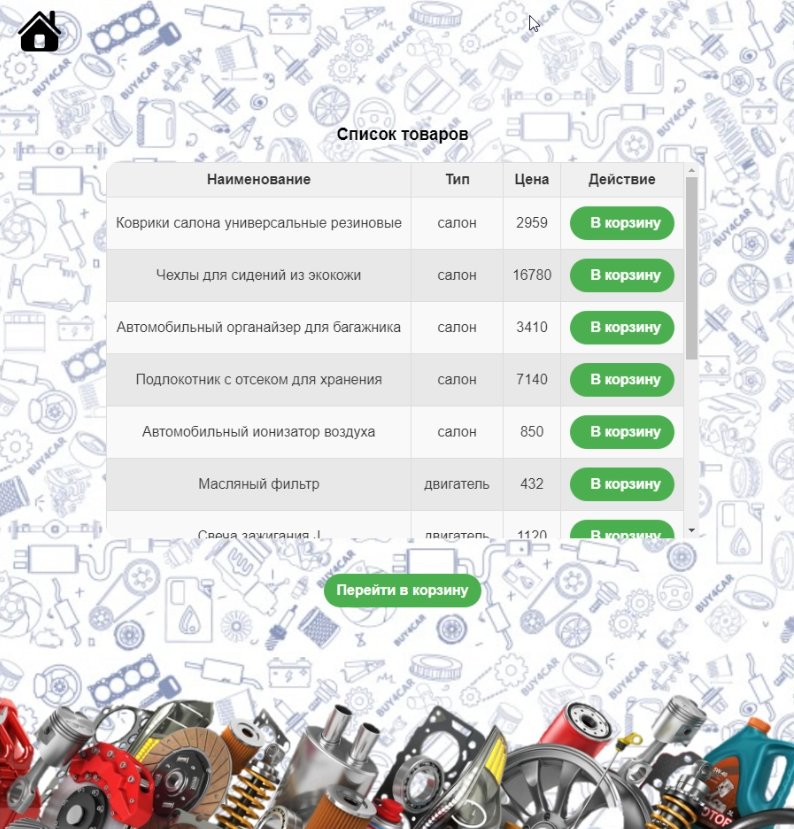 Список товаров
Наименование Тип Цена Действие
Коврики салона универсальные резиновые салон 2959 В корзину
Чехлы для сидений из экокожи салон 16780 В корзину
Автомобильный органайзер для багажника салон 3410 В корзину
Подлокотник с отсеком для хранения салон 7140 В корзину
Автомобильный ионизатор воздуха салон 850 В корзину
Масляный фильтр двигатель 432 В корзину
Свеча зажигания двигатель 1120 В корзину
Перейти в корзину